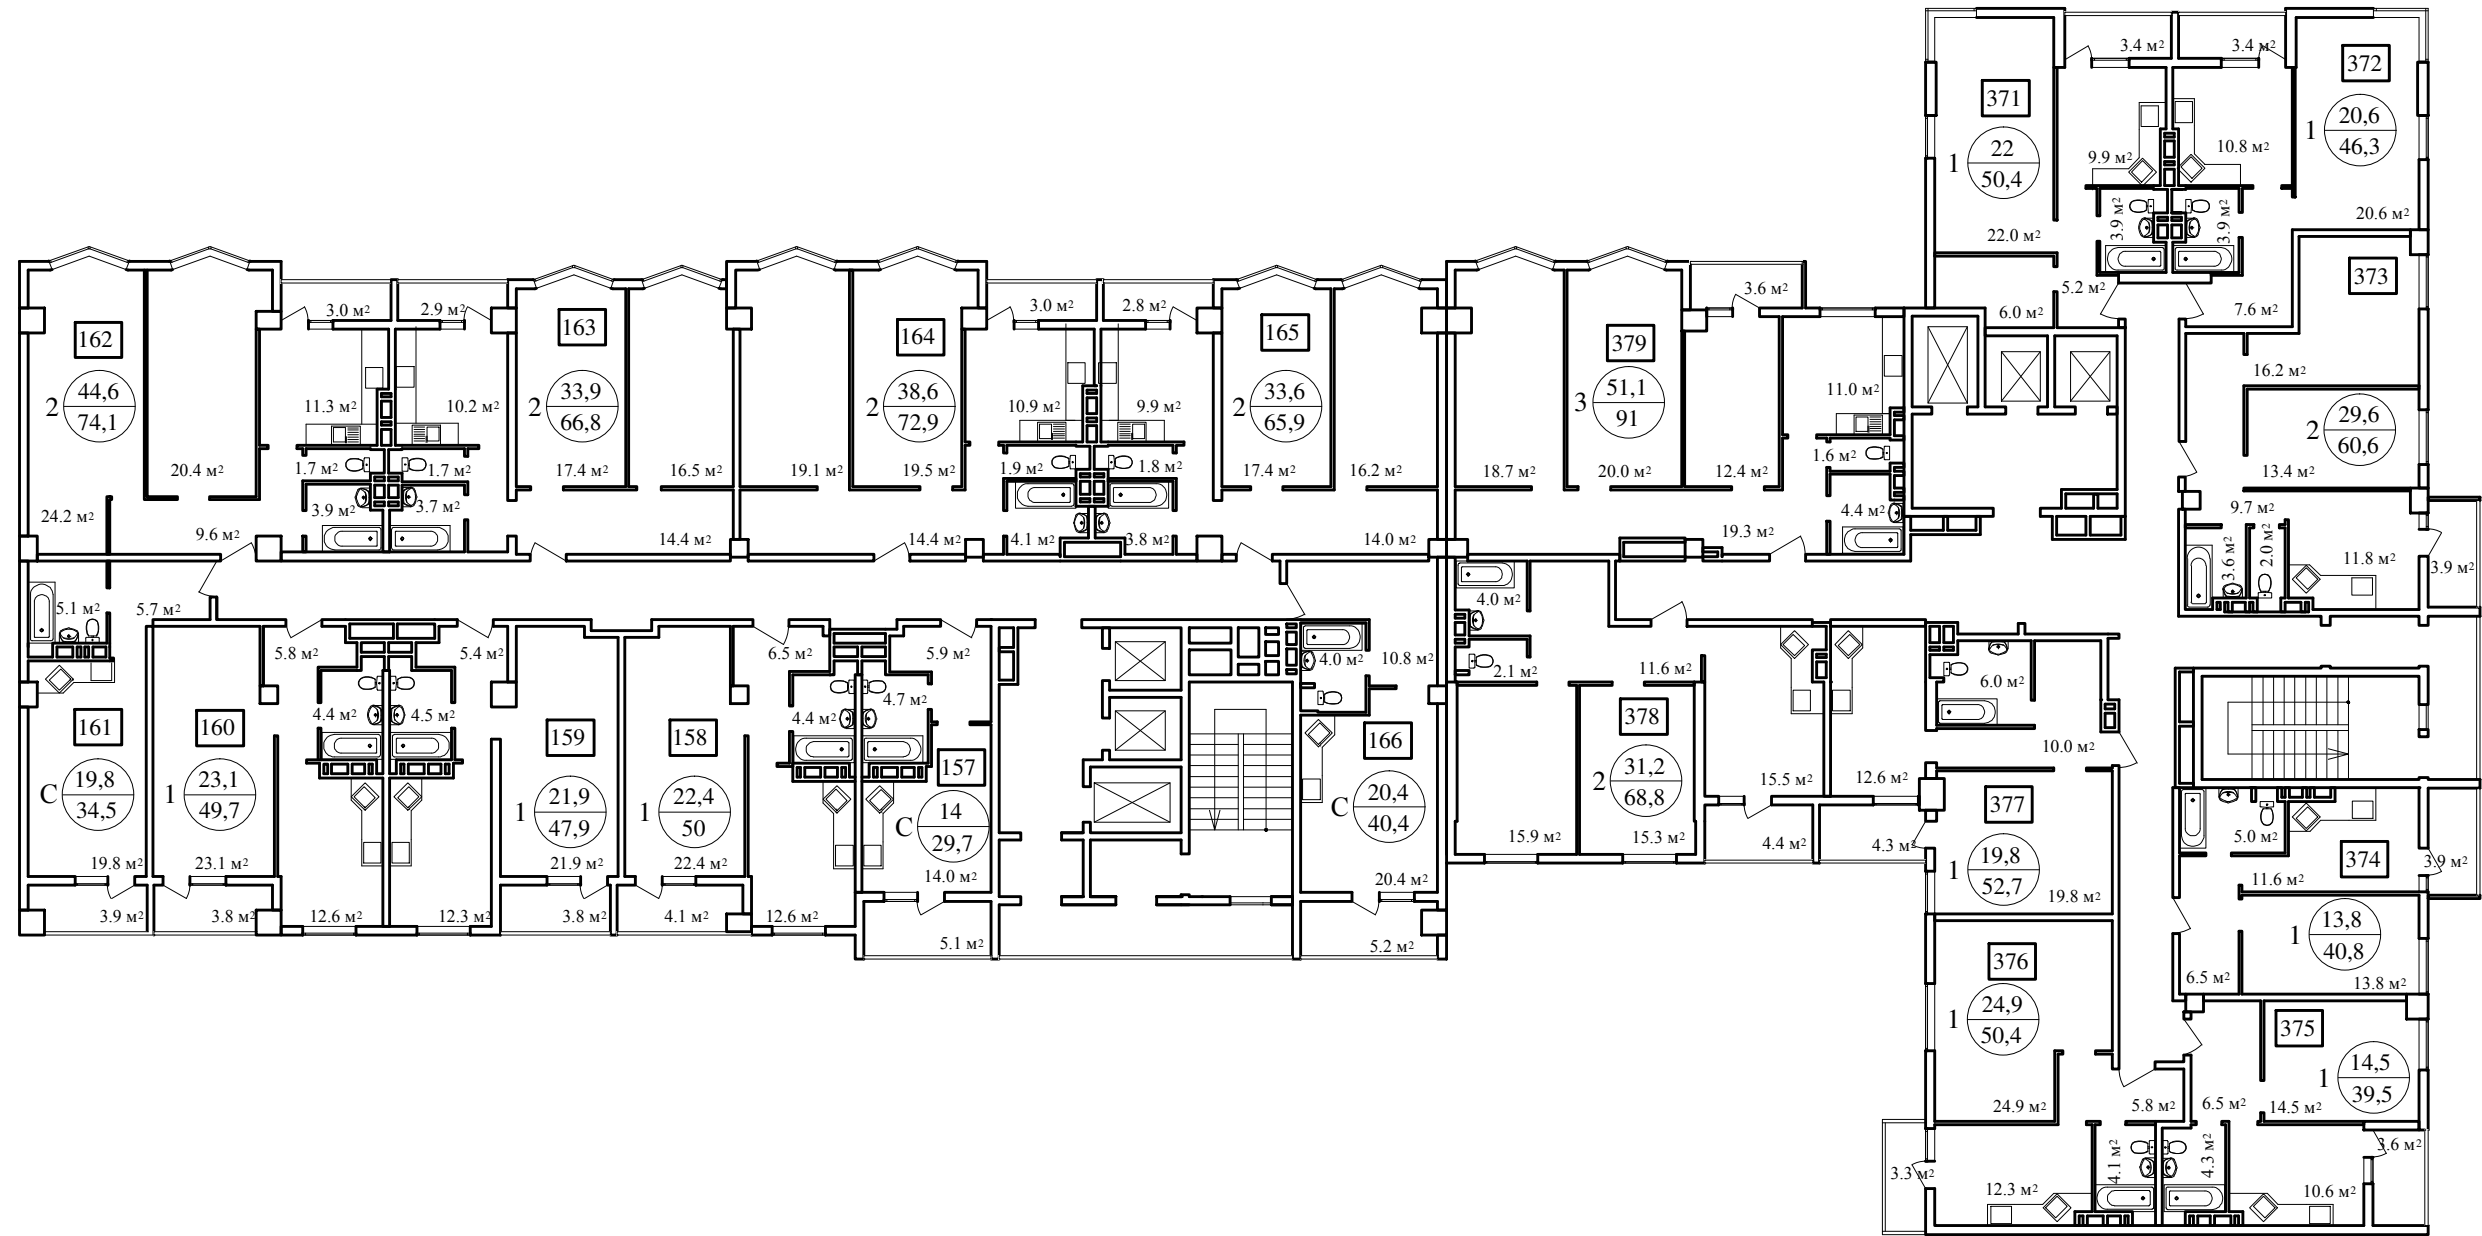 3.4 м²
3.4 м²
372
371
20,6
1
46,3
22
1
50,4
9.9 м²
10.8 м²
3.9 м²
3.9 м²
20.6 м²
22.0 м²
5.2 м²
6.0 м²
7.6 м²
373
16.2 м²
29,6
2
60,6
13.4 м²
9.7 м²
3.6 м²
2.0 м²
11.8 м²
3.9 м²
162
44,6
2
74,1
20.4 м²
24.2 м²
9.6 м²
3.0 м²
2.9 м²
11.3 м²
10.2 м²
1.7 м²
1.7 м²
3.9 м²
3.7 м²
163
33,9
2
66,8
17.4 м²
16.5 м²
14.4 м²
164
38,6
2
72,9
19.1 м²
19.5 м²
14.4 м²
3.0 м²
2.8 м²
10.9 м²
9.9 м²
1.9 м²
1.8 м²
4.1 м²
3.8 м²
165
33,6
2
65,9
17.4 м²
16.2 м²
14.0 м²
379
51,1
3
91
18.7 м²
20.0 м²
12.4 м²
3.6 м²
11.0 м²
1.6 м²
4.4 м²
19.3 м²
5.1 м²
5.7 м²
161
19,8
С
34,5
19.8 м²
3.9 м²
5.8 м²
160
23,1
1
49,7
23.1 м²
3.8 м²
4.4 м²
12.6 м²
5.4 м²
4.5 м²
12.3 м²
159
21,9
1
47,9
21.9 м²
3.8 м²
158
22,4
1
50
22.4 м²
4.1 м²
6.5 м²
4.4 м²
12.6 м²
5.9 м²
4.7 м²
157
14
С
29,7
14.0 м²
5.1 м²
4.0 м²
10.8 м²
166
20,4
С
40,4
20.4 м²
5.2 м²
4.0 м²
2.1 м²
11.6 м²
378
31,2
2
68,8
15.9 м²
15.3 м²
15.5 м²
4.4 м²
12.6 м²
4.3 м²
6.0 м²
10.0 м²
377
19,8
1
52,7
19.8 м²
376
24,9
1
50,4
24.9 м²
5.8 м²
3.3 м²
12.3 м²
4.1 м²
5.0 м²
374
11.6 м²
3.9 м²
13,8
1
40,8
6.5 м²
13.8 м²
375
14,5
1
39,5
6.5 м²
14.5 м²
4.3 м²
3.6 м²
10.6 м²